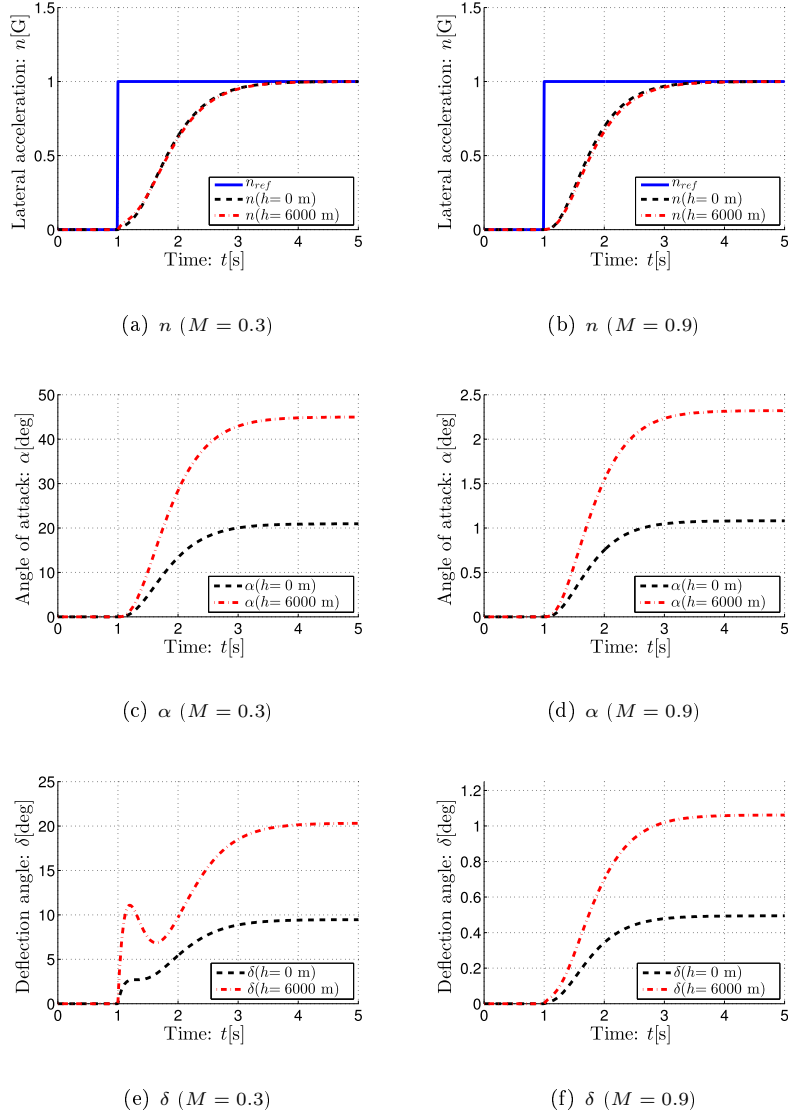 1.5
1
0.5
0
0 1 2 3 4 5
Lateral acceleration: n[G]
Time: t[s]
n_ref
n(h= 0 m)
n(h= 6000 m)
(a) n (M = 0.3)
1.5
1
0.5
0
0 1 2 3 4 5
Lateral acceleration: n[G]
Time: t[s]
n_ref
n(h= 0 m)
n(h= 6000 m)
(b) n (M = 0.9)
50
40
30
20
10
0
0 1 2 3 4 5
Angle of attack: α[deg]
Time: t[s]
α(h= 0 m)
α(h= 6000 m)
(c) α (M = 0.3)
2.5
2
1.5
1
0.5
0
0 1 2 3 4 5
Angle of attack: α[deg]
Time: t[s]
α(h= 0 m)
α(h= 6000 m)
(d) α (M = 0.9)
25
20
15
10
5
0
0 1 2 3 4 5
Deflection angle: δ[deg]
Time: t[s]
δ(h= 0 m)
δ(h= 6000 m)
(e) δ (M = 0.3)
1.2
1
0.8
0.6
0.4
0.2
0
0 1 2 3 4 5
Deflection angle: δ[deg]
Time: t[s]
δ(h= 0 m)
δ(h= 6000 m)
(f) δ (M = 0.9)